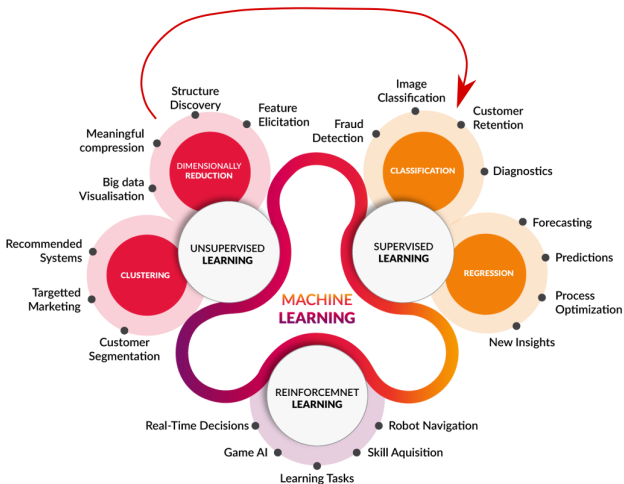 Structure
Discovery
Feature
Elicitation
Meaningful
compression
Big data
Visualisation
DIMENSIONALLY
REDUCTION
Image
Classification
Fraud
Detection
Customer
Retention
Diagnostics
CLASSIFICATION
UNSUPERVISED
LEARNING
SUPERVISED
LEARNING
Recommended
Systems
Targetted
Marketing
Customer
Segmentation
CLUSTERING
Forecasting
Predictions
Process
Optimization
New Insights
REGRESSION
MACHINE
LEARNING
REINFORCEMNET
LEARNING
Real-Time Decisions
Game AI
Learning Tasks
Skill Aquisition
Robot Navigation